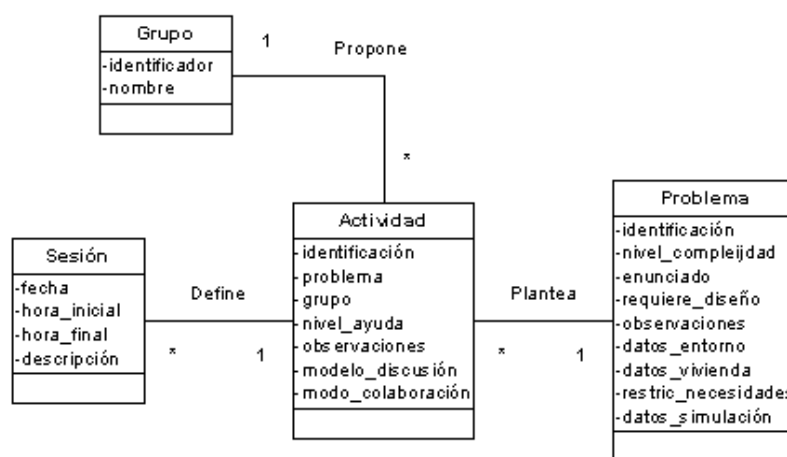 Grupo
-identificador
-nombre
1
Propone
*
Actividad
-identificación
-problema
-grupo
-nivel_ayuda
-observaciones
-modelo_discusión
-modo_colaboración
Sesión
-fecha
-hora_inicial
-hora_final
-descripción
Define
*
1
Plantea
*
1
Problema
-identificación
-nivel_compleijdad
-enunciado
-requiere_diseño
-observaciones
-datos_entorno
-datos_vivienda
-restric_necesidades
-datos_simulación